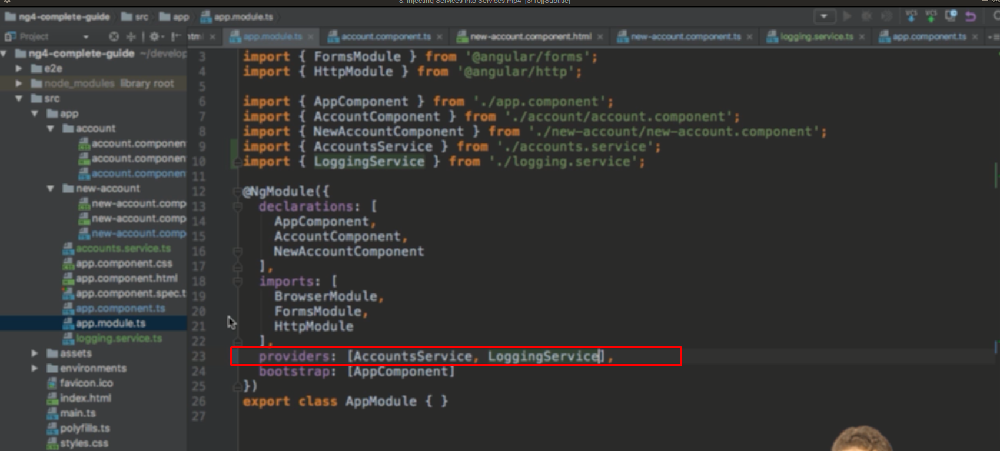 8. Injecting Services into Services.mp4 [8/10][Subtitle]
ng4-complete-guide src app app.module.ts
VCS VCS
Project html app.module.ts account.component.ts new-account.component.html new-account.component.ts logging.service.ts app.component.ts
ng4-complete-guide ~/develop
e2e
node_modules library root
src
app
account
account.componen
account.componen
account.componen
new-account
new-account.comp
new-account.comp
new-account.comp
accounts.service.ts
app.component.css
app.component.html
app.component.spec.t
app.component.ts
app.module.ts
logging.service.ts
assets
environments
favicon.ico
index.html
main.ts
polyfills.ts
styles.css
3 import { FormsModule } from '@angular/forms';
4 import { HttpModule } from '@angular/http';
5
6 import { AppComponent } from './app.component';
7 import { AccountComponent } from './account/account.component';
8 import { NewAccountComponent } from './new-account/new-account.component';
9 import { AccountsService } from './accounts.service';
10 import { LoggingService } from './logging.service';
11
12 @NgModule({
13 declarations: [
14 AppComponent,
15 AccountComponent,
16 NewAccountComponent
17 ],
18 imports: [
19 BrowserModule,
20 FormsModule,
21 HttpModule
22 ],
23 providers: [AccountsService, LoggingService],
24 bootstrap: [AppComponent]
25 })
26 export class AppModule { }
27